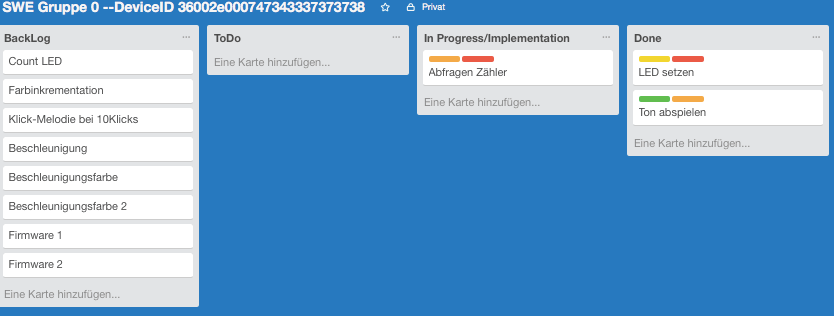 SWE Gruppe 0 --DeviceID 36002e000747343337373738 Privat
BackLog
Count LED
Farbinkrementation
Klick-Melodie bei 10Klicks
Beschleunigung
Beschleunigungsfarbe
Beschleunigungsfarbe 2
Firmware 1
Firmware 2
Eine Karte hinzufügen...
ToDo
Eine Karte hinzufügen...
In Progress/Implementation
Abfragen Zähler
Eine Karte hinzufügen...
Done
LED setzen
Ton abspielen
Eine Karte hinzufügen...